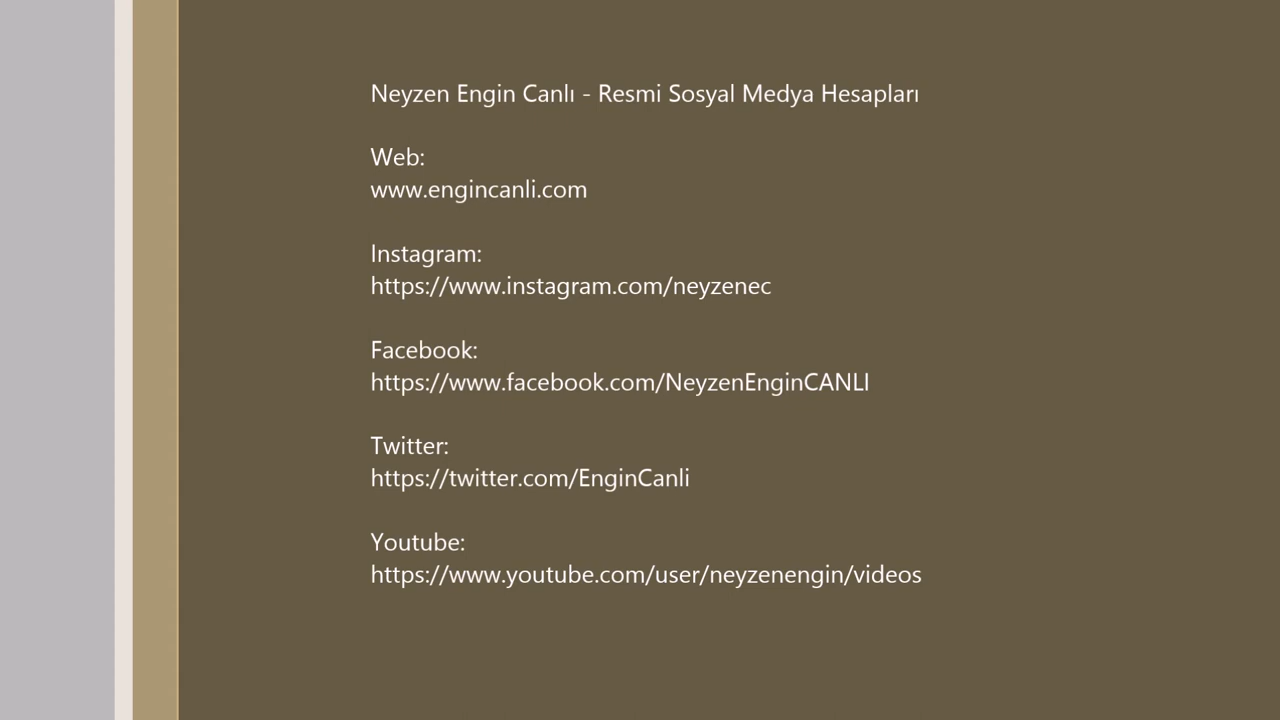 Neyzen Engin Canlı - Resmi Sosyal Medya Hesapları
Web:
www.engincanli.com
Instagram:
https://www.instagram.com/neyzenec
Facebook:
https://www.facebook.com/NeyzenEnginCANLI
Twitter:
https://twitter.com/EnginCanli
Youtube:
https://www.youtube.com/user/neyzenengin/videos